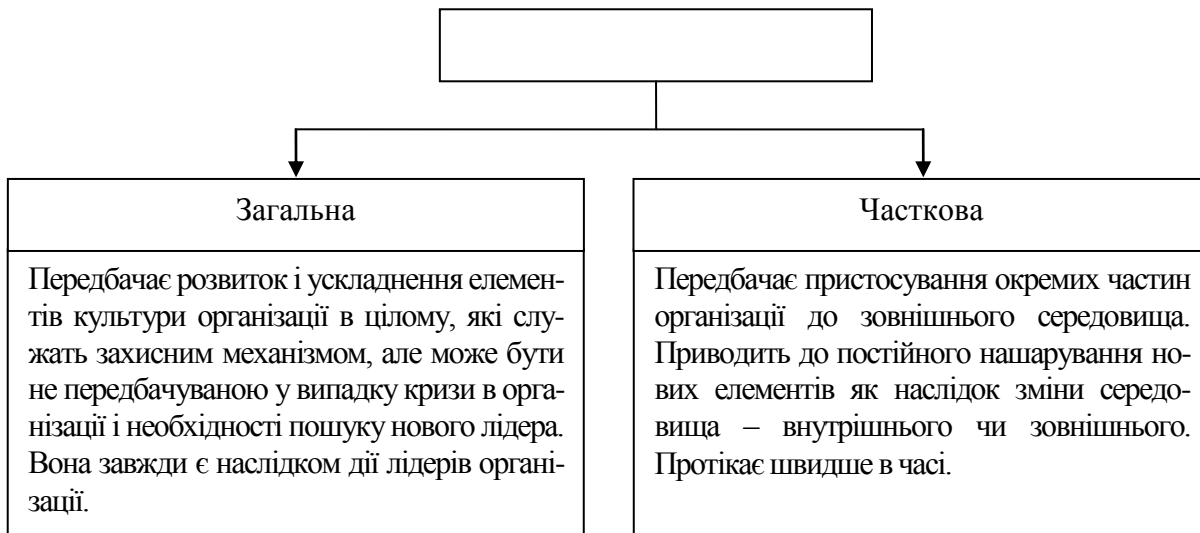 Загальна
Передбачає розвиток і ускладнення елемен-
тів культури організації в цілому, які слу-
жать захисним механізмом, але може бути
не передбачуваною у випадку кризи в орга-
нізації і необхідності пошуку нового лідера.
Вона завжди є наслідком дії лідерів органі-
зації.
Часткова
Передбачає пристосування окремих частин
організації до зовнішнього середовища.
Приводить до постійного нашарування но-
вих елементів як наслідок зміни середо-
вища – внутрішнього чи зовнішнього.
Протікає швидше в часі.